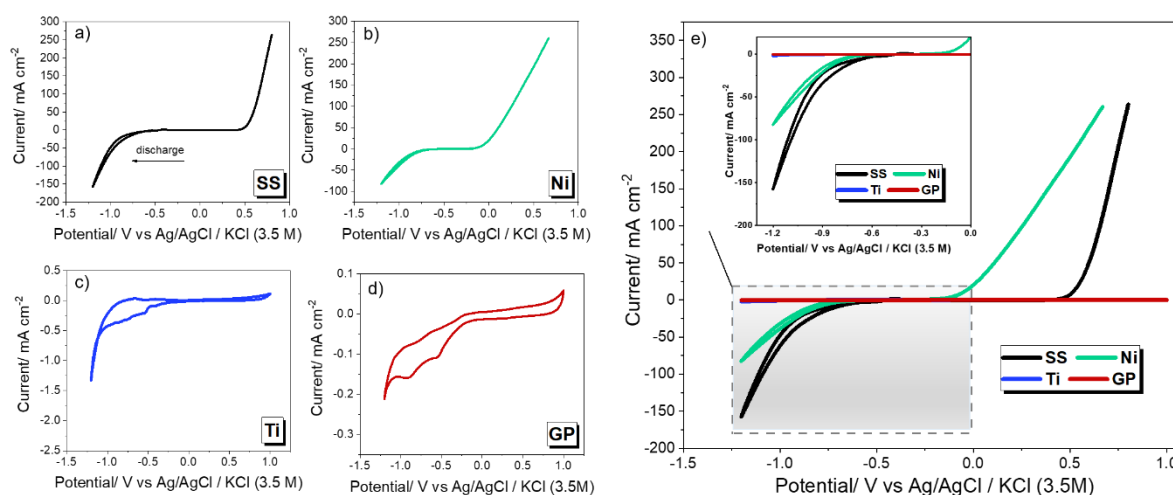 a)
300
250
200
150
100
50
0
-50
-100
-150
-200
Current/ mA cm⁻²
discharge
SS
-1.5 -1.0 -0.5 0.0 0.5 1.0
Potential/ V vs Ag/AgCl / KCl (3.5 M)
b)
300
250
200
150
100
50
0
-50
-100
Current/ mA cm⁻²
Ni
-1.5 -1.0 -0.5 0.0 0.5 1.0
Potential/ V vs Ag/AgCl / KCl (3.5 M)
c)
0.5
0.0
-0.5
-1.0
-1.5
-2.0
-2.5
Current/ mA cm⁻²
Ti
-1.5 -1.0 -0.5 0.0 0.5 1.0
Potential/ V vs Ag/AgCl / KCl (3.5 M)
d)
0.1
0.0
-0.1
-0.2
-0.3
Current/ mA cm⁻²
GP
-1.5 -1.0 -0.5 0.0 0.5 1.0
Potential/ V vs Ag/AgCl / KCl (3.5 M)
e)
350
300
250
200
150
100
50
0
-50
-100
-150
-200
-250
Current/ mA cm⁻²
0
-50
-100
-150
-200
Current/ mA cm⁻²
SS Ni
Ti GP
-1.2 -0.9 -0.6 -0.3 0.0
Potential/ V vs Ag/AgCl / KCl (3.5 M)
SS Ni
Ti GP
-1.5 -1.0 -0.5 0.0 0.5 1.0
Potential/ V vs Ag/AgCl / KCl (3.5M)